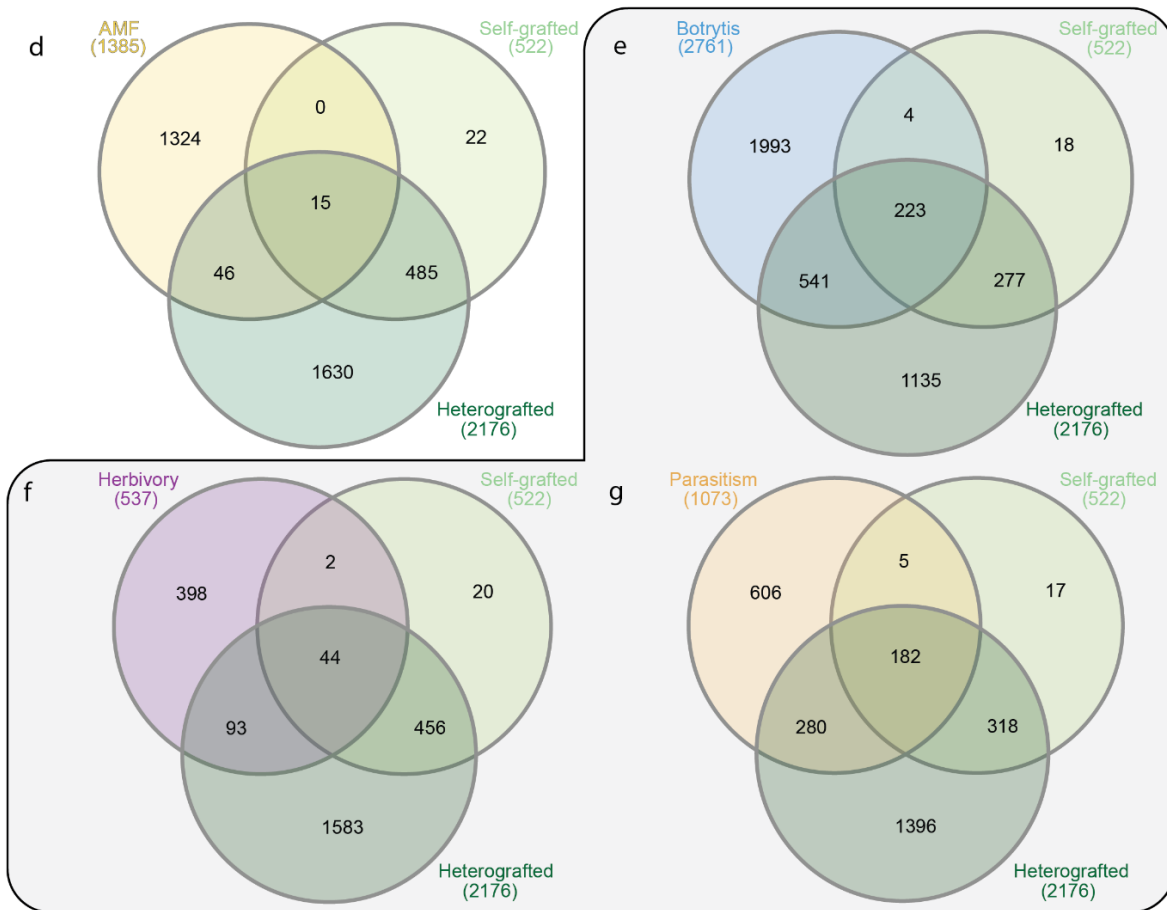 d
AMF
(1385)
Self-grafted
(522)
0
1324
22
15
46
485
1630
Heterografted
(2176)
e
Botrytis
(2761)
Self-grafted
(522)
4
1993
18
223
541
277
1135
Heterografted
(2176)
f
Herbivory
(537)
Self-grafted
(522)
2
398
20
44
93
456
1583
Heterografted
(2176)
g
Parasitism
(1073)
Self-grafted
(522)
5
606
17
182
280
318
1396
Heterografted
(2176)